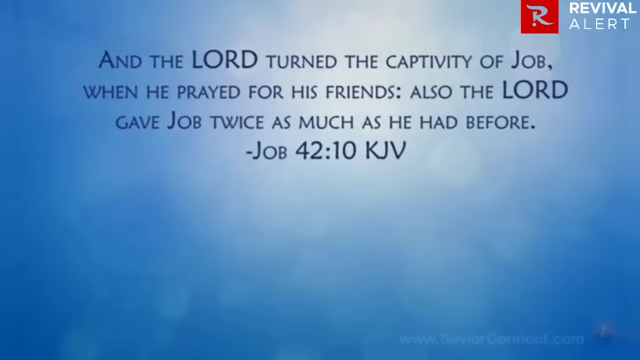 REVIVAL
ALERT
And the LORD turned the captivity of Job,
when he prayed for his friends: also the LORD
gave Job twice as much as he had before.
-Job 42:10 KJV
www.SaviorConnect.com